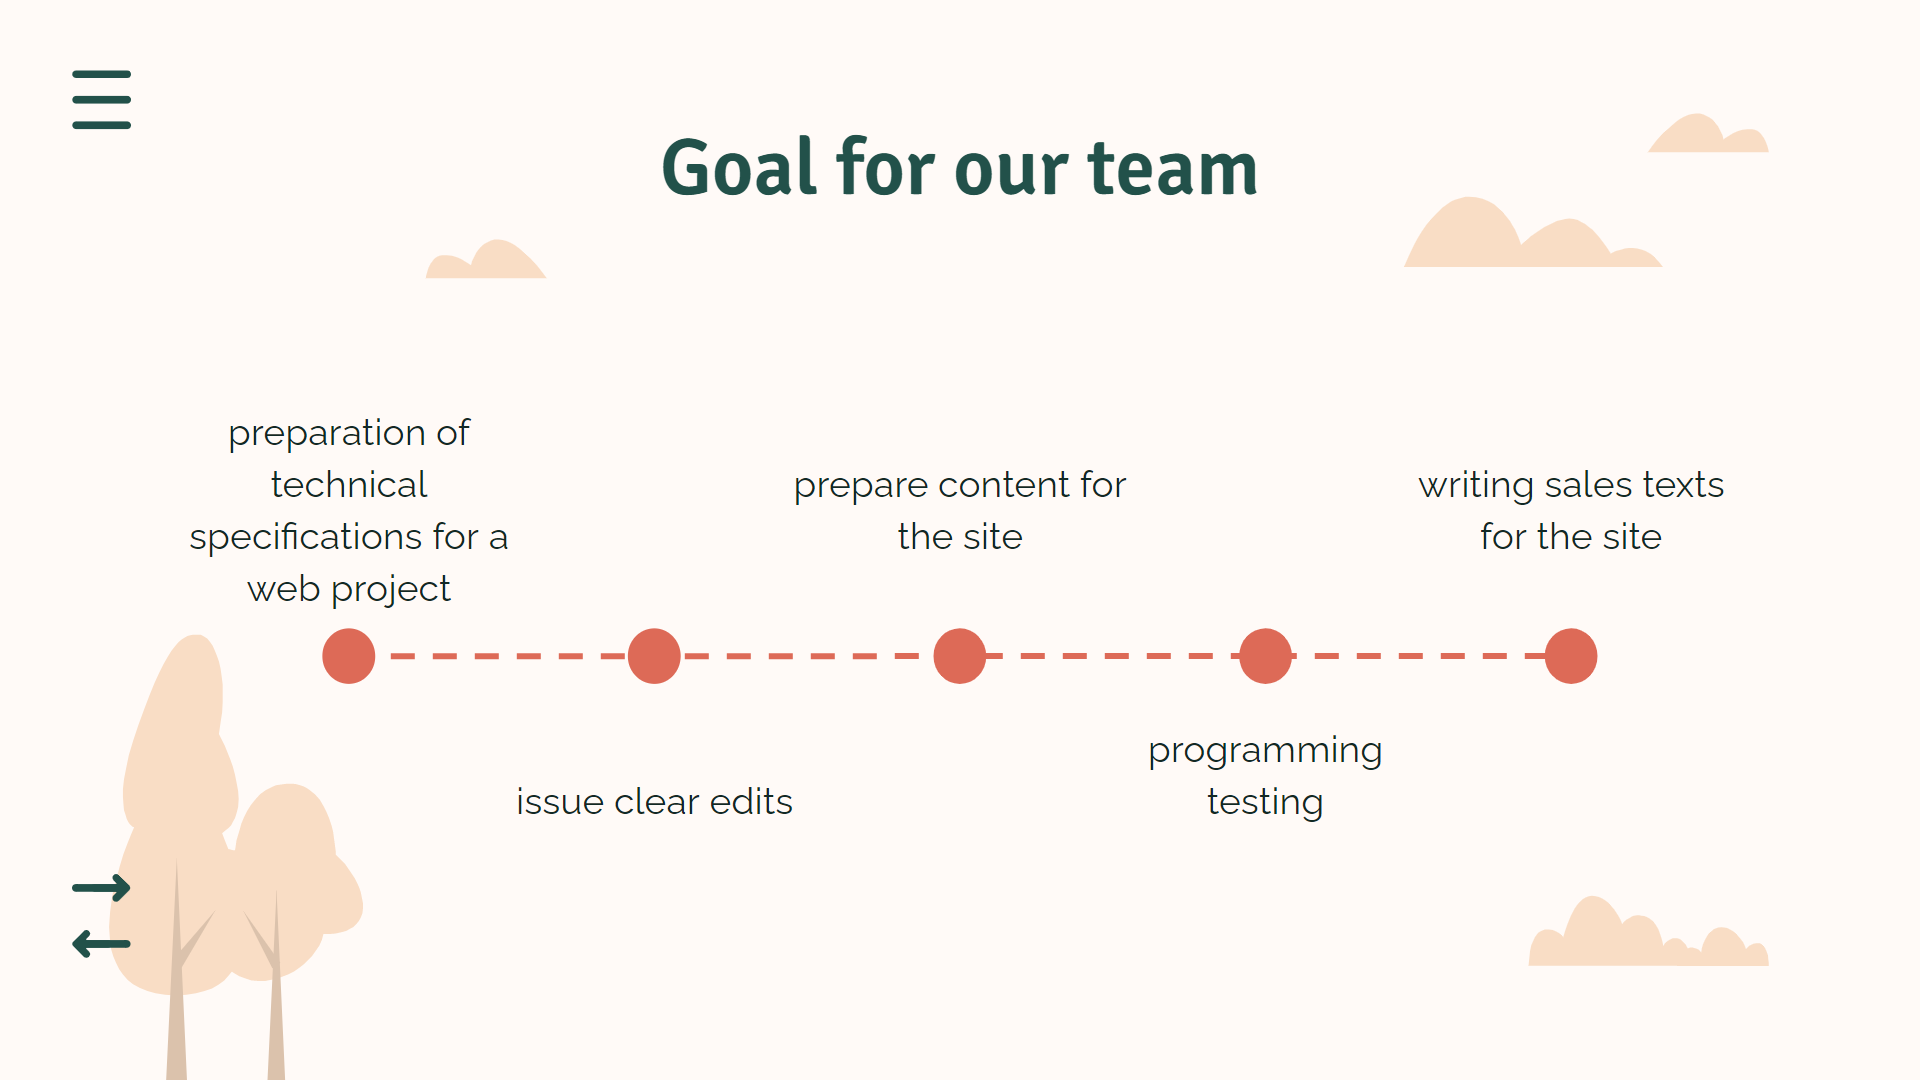 Goal for our team
preparation of
technical
specifications for a
web project
issue clear edits
prepare content for
the site
programming
testing
writing sales texts
for the site